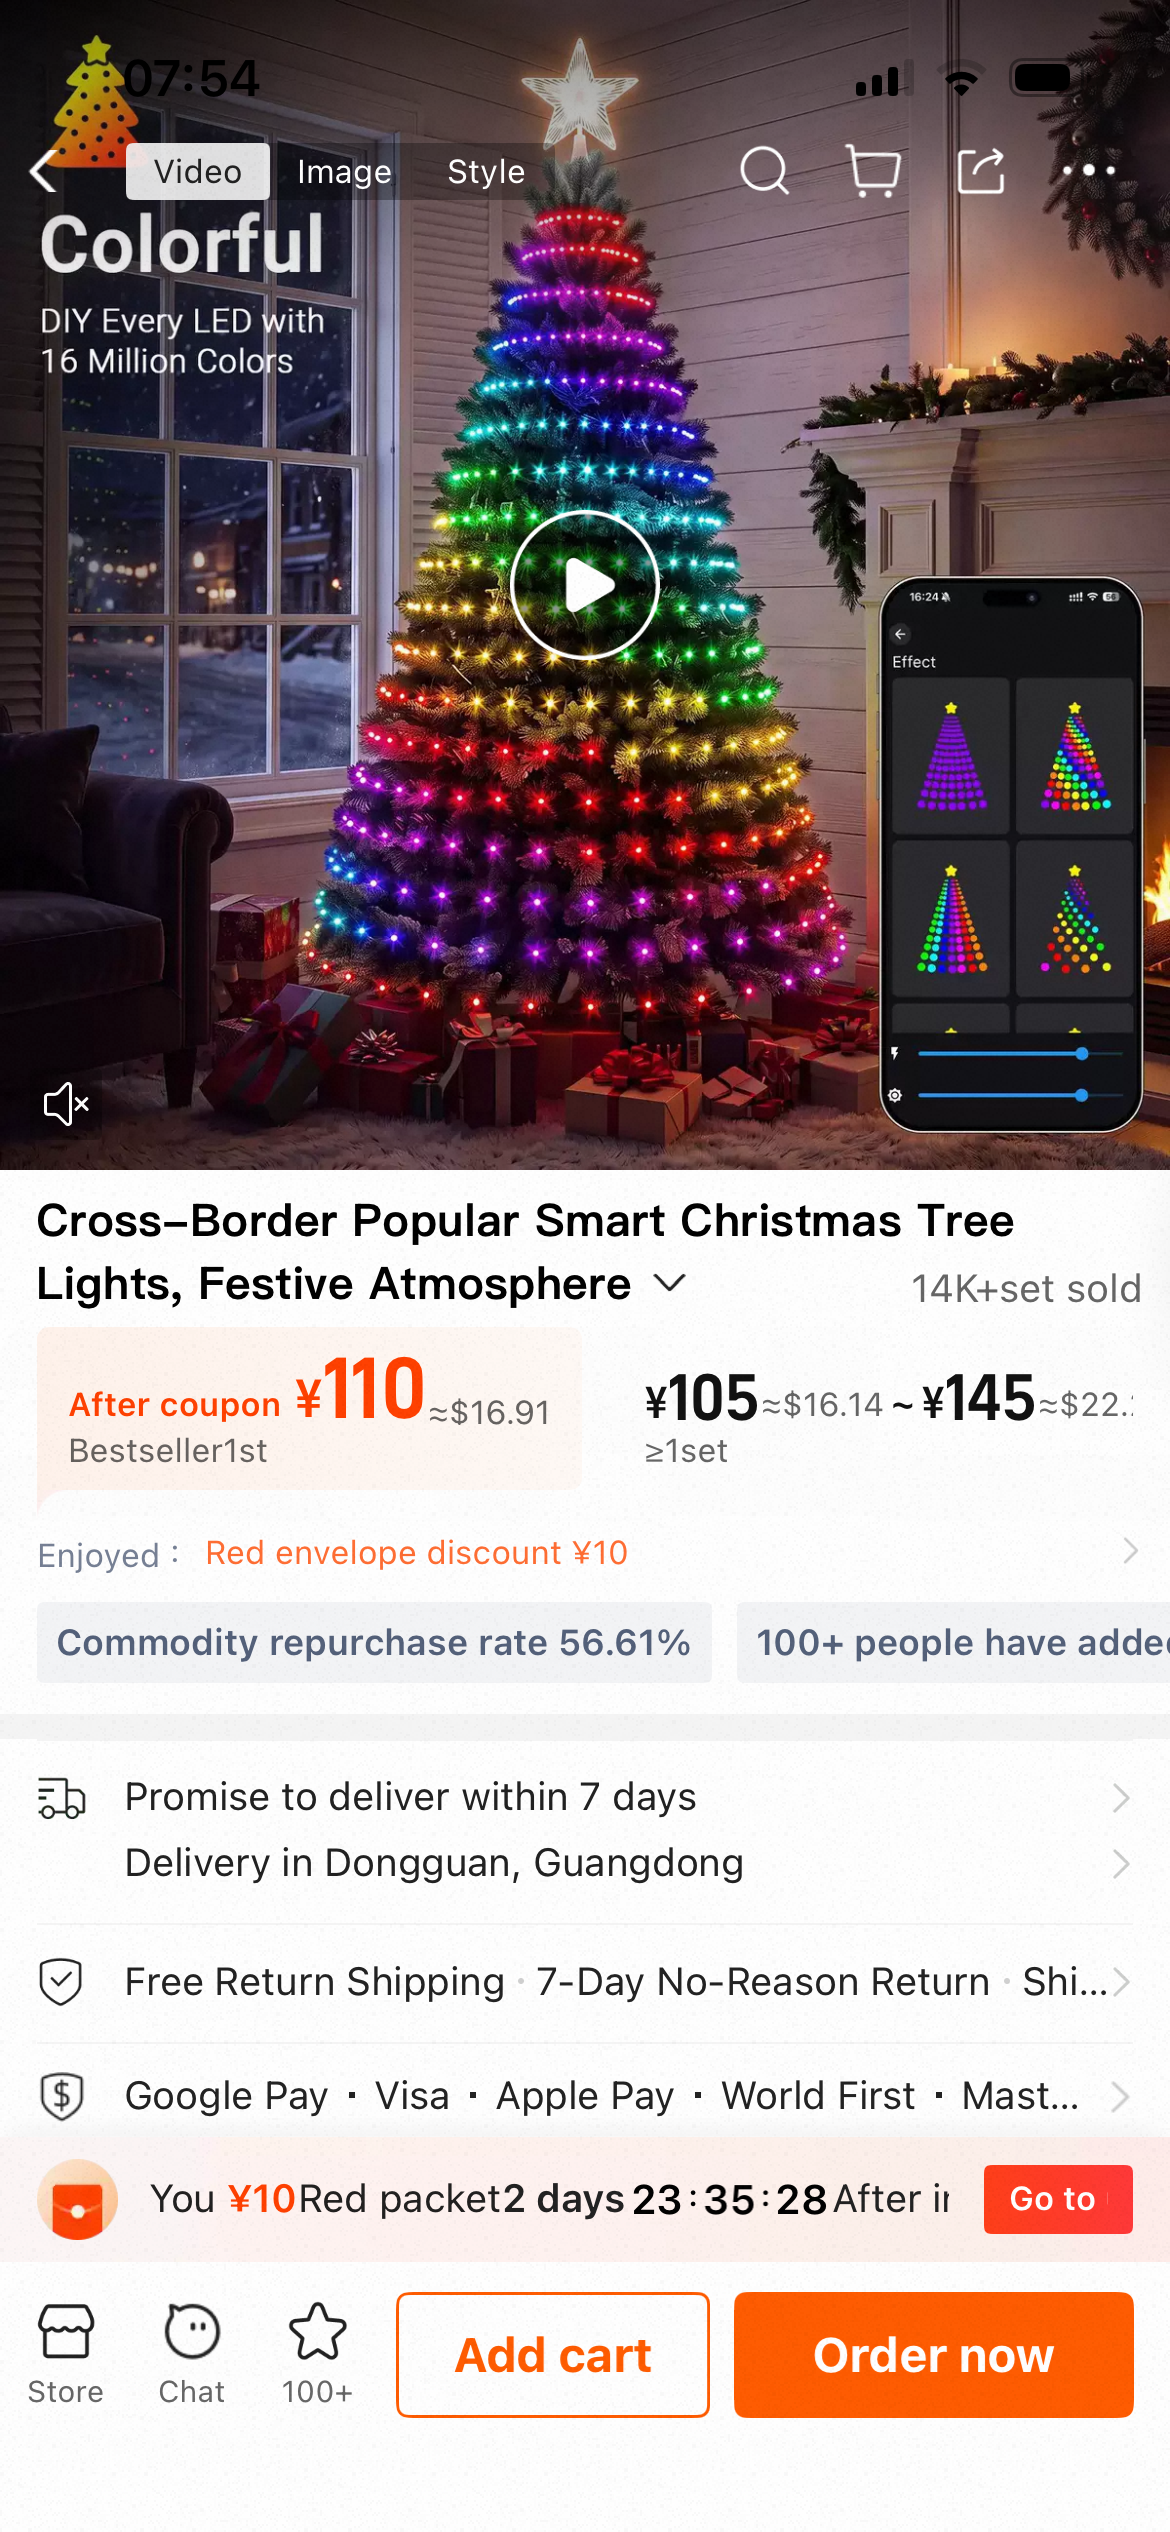 07:54
Video Image Style
Colorful
DIY Every LED with
16 Million Colors
16:24
Effect
Cross-Border Popular Smart Christmas Tree
Lights, Festive Atmosphere
14K+set sold
After coupon ¥110 ≈$16.91
Bestseller1st
¥105≈$16.14 ~ ¥145≈$22.
≥1set
Enjoyed： Red envelope discount ¥10
Commodity repurchase rate 56.61%
100+ people have added
Promise to deliver within 7 days
Delivery in Dongguan, Guangdong
Free Return Shipping · 7-Day No-Reason Return · Shi...
Google Pay · Visa · Apple Pay · World First · Mast...
You ¥10Red packet2 days 23:35:28 After
Go to
Store
Chat
100+
Add cart
Order now